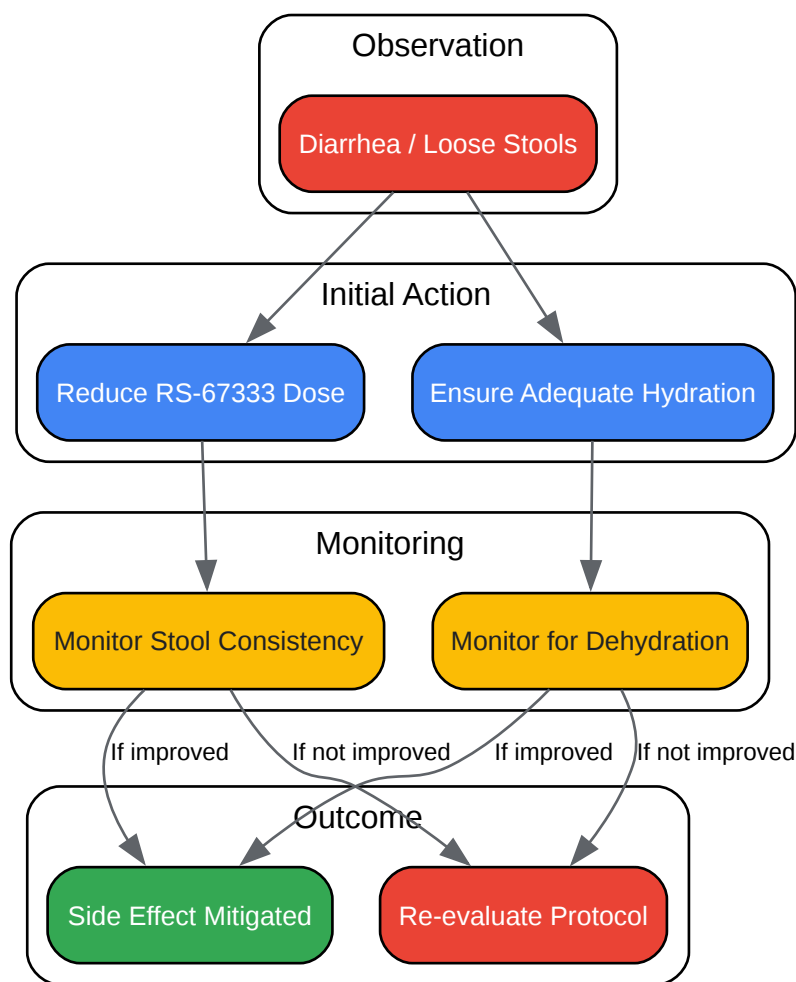 Observation
Diarrhea / Loose Stools
Initial Action
Reduce RS-67333 Dose
Ensure Adequate Hydration
Monitoring
Monitor Stool Consistency
Monitor for Dehydration
If improved
If not improved
If improved
If not improved
Outcome
Side Effect Mitigated
Re-evaluate Protocol